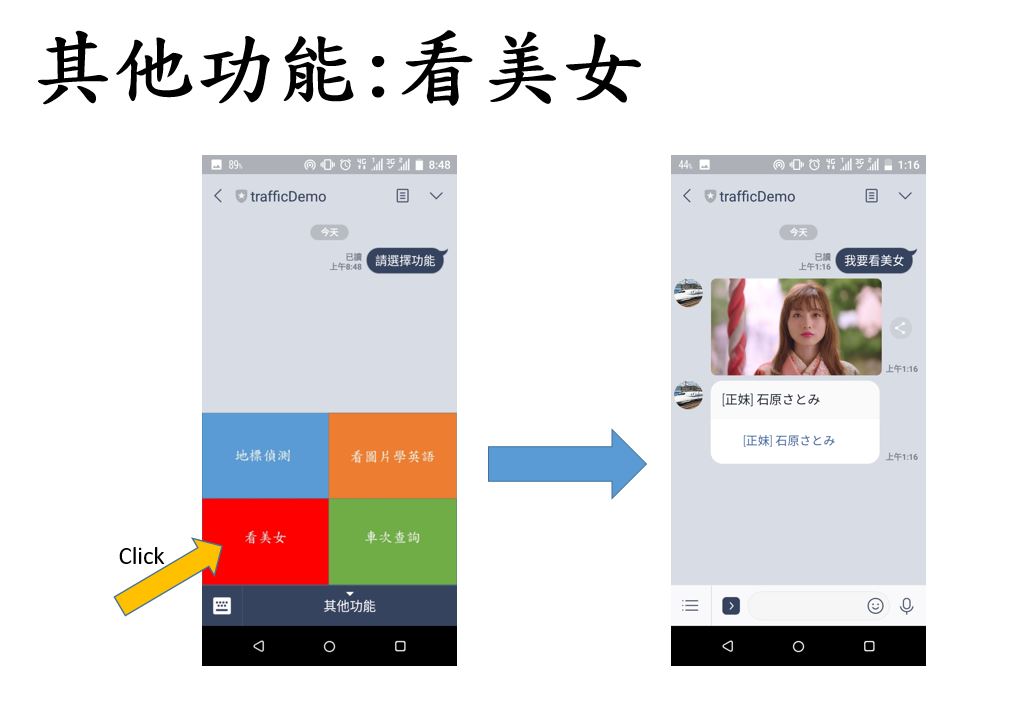 其他功能:看美女
89%
8:48
trafficDemo
今天
已讀
上午8:48
請選擇功能
地標偵測
看圖片學英語
看美女
車次查詢
其他功能
Click
44%
1:16
trafficDemo
今天
已讀
上午1:16
我要看美女
上午1:16
[正妹] 石原さとみ
[正妹] 石原さとみ
上午1:16